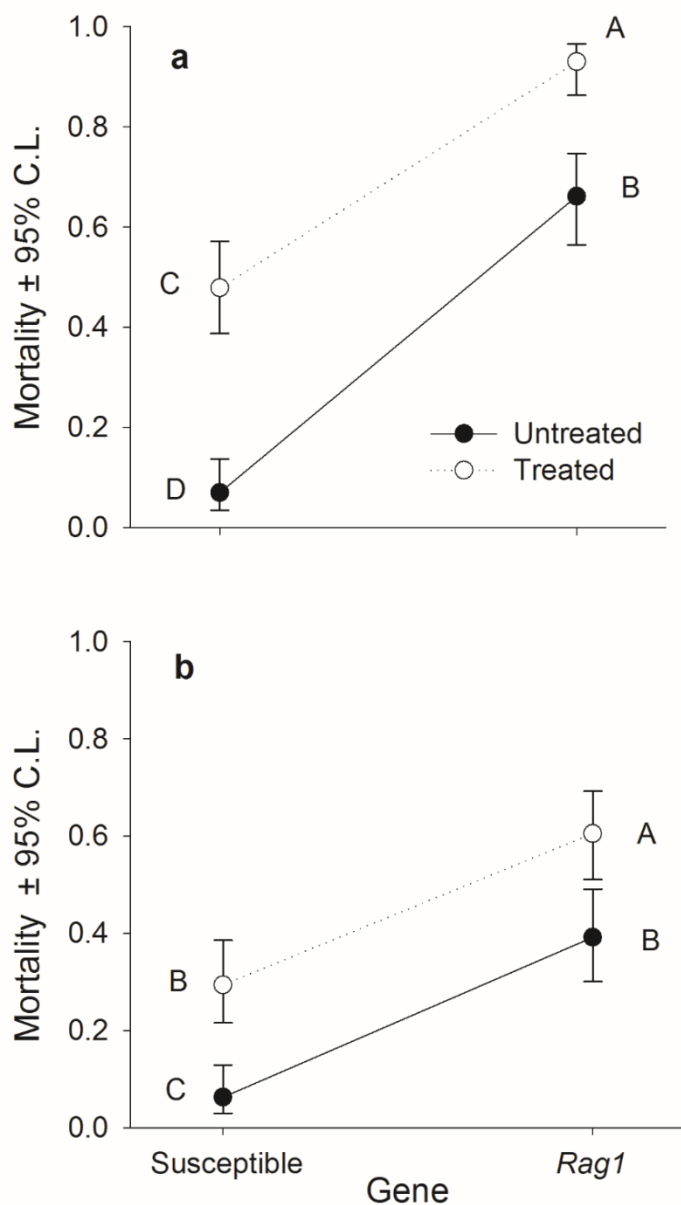 a
Mortality ± 95% C.L.
1.0
0.8
0.6
0.4
0.2
0.0
A
B
C
D
Untreated
Treated
b
Mortality ± 95% C.L.
1.0
0.8
0.6
0.4
0.2
0.0
A
B
B
C
Susceptible
Rag1
Gene